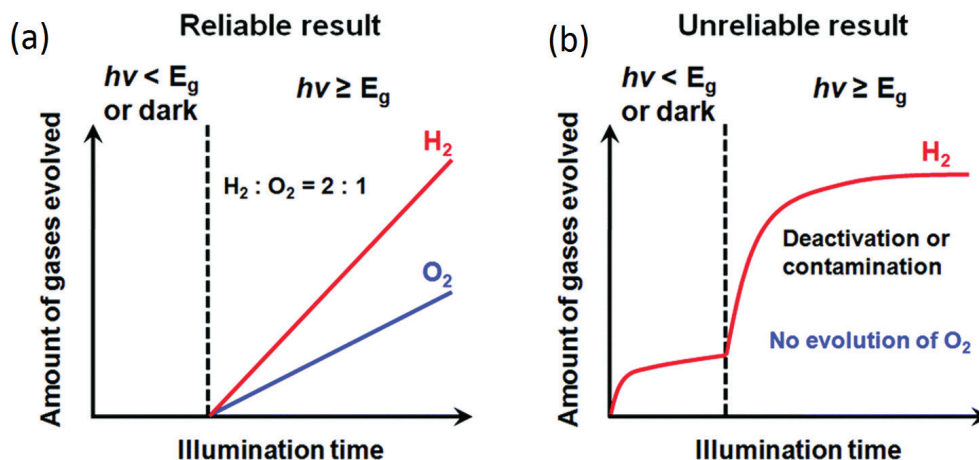 (a)
Reliable result
hν < Eg
or dark
hν ≥ Eg
H2
H2 : O2 = 2 : 1
O2
Amount of gases evolved
Illumination time
(b)
Unreliable result
hν < Eg
or dark
hν ≥ Eg
H2
Deactivation or
contamination
No evolution of O2
Amount of gases evolved
Illumination time